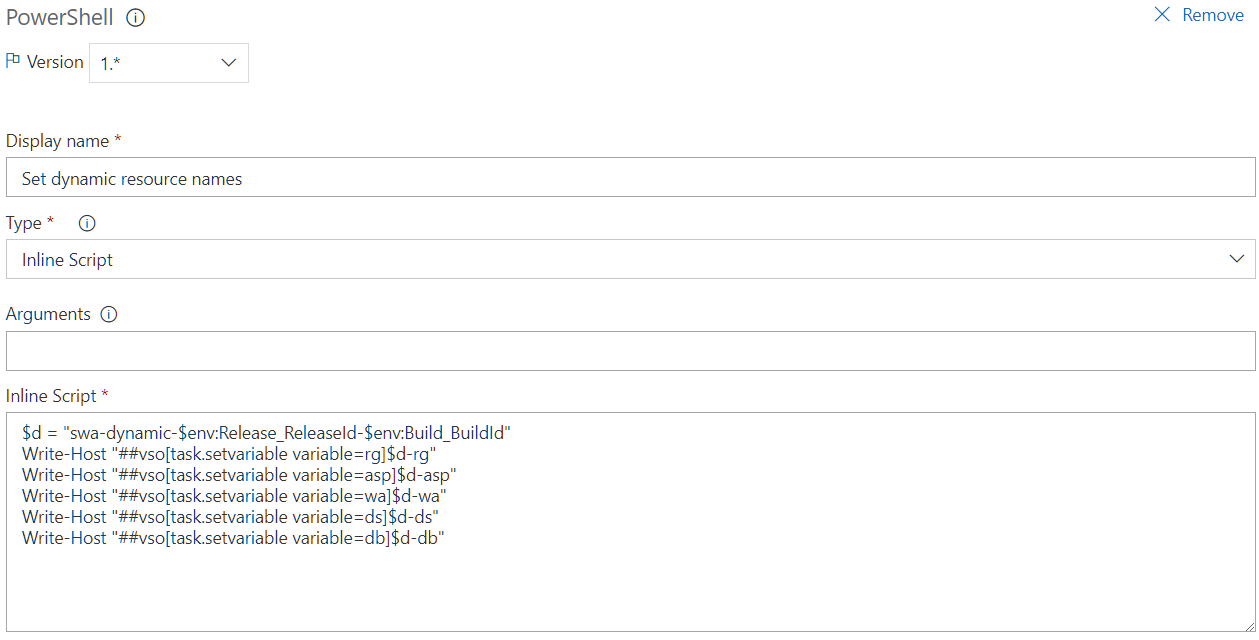 PowerShell
Remove
Version 1.*
Display name *
Set dynamic resource names
Type *
Inline Script
Arguments
Inline Script *
$d = "swa-dynamic-$env:Release_ReleaseId-$env:Build_BuildId"
Write-Host "##vso[task.setvariable variable=rg]$d-rg"
Write-Host "##vso[task.setvariable variable=asp]$d-asp"
Write-Host "##vso[task.setvariable variable=wa]$d-wa"
Write-Host "##vso[task.setvariable variable=ds]$d-ds"
Write-Host "##vso[task.setvariable variable=db]$d-db"